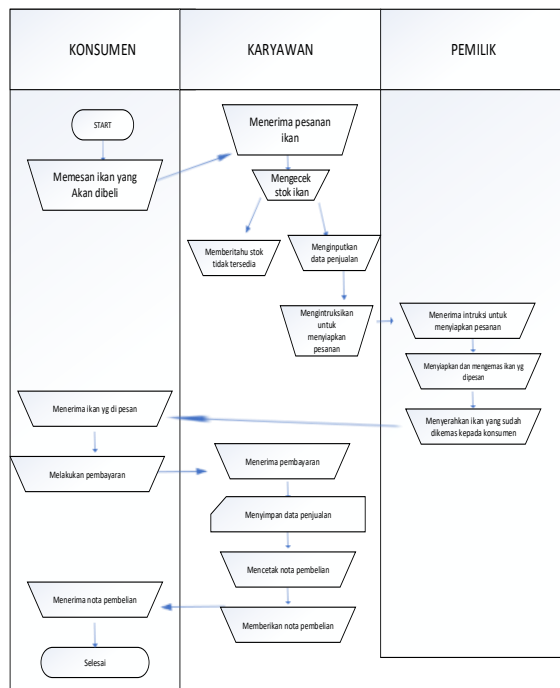 KONSUMEN
KARYAWAN
PEMILIK
START
Memesan ikan yang
Akan dibeli
Menerima pesanan
ikan
Mengecek
stok ikan
Memberitahu stok
tidak tersedia
Menginputkan
data penjualan
Mengintruksikan
untuk
menyiapkan
pesanan
Menerima intruksi untuk
menyiapkan pesanan
Menyiapkan dan mengemas ikan yg
dipesan
Menyerahkan ikan yang sudah
dikemas kepada konsumen
Menerima ikan yg di pesan
Melakukan pembayaran
Menerima pembayaran
Menyimpan data penjualan
Mencetak nota pembelian
Memberikan nota pembelian
Menerima nota pembelian
Selesai